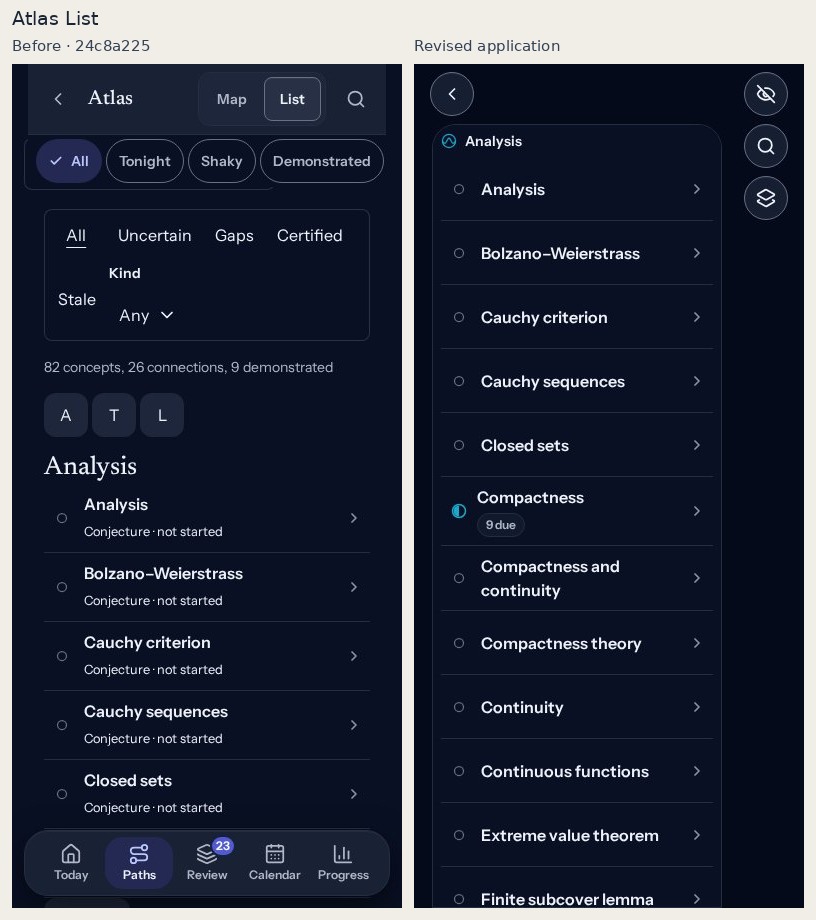 Atlas List
Before · 24c8a225
Atlas
Map
List
All
Tonight
Shaky
Demonstrated
All
Uncertain
Gaps
Certified
Kind
Stale
Any
82 concepts, 26 connections, 9 demonstrated
A
T
L
Analysis
Analysis
Conjecture · not started
Bolzano–Weierstrass
Conjecture · not started
Cauchy criterion
Conjecture · not started
Cauchy sequences
Conjecture · not started
Closed sets
Conjecture · not started
23
Today
Paths
Review
Calendar
Progress
Revised application
Analysis
Analysis
Bolzano–Weierstrass
Cauchy criterion
Cauchy sequences
Closed sets
Compactness
9 due
Compactness and
continuity
Compactness theory
Continuity
Continuous functions
Extreme value theorem
Finite subcover lemma